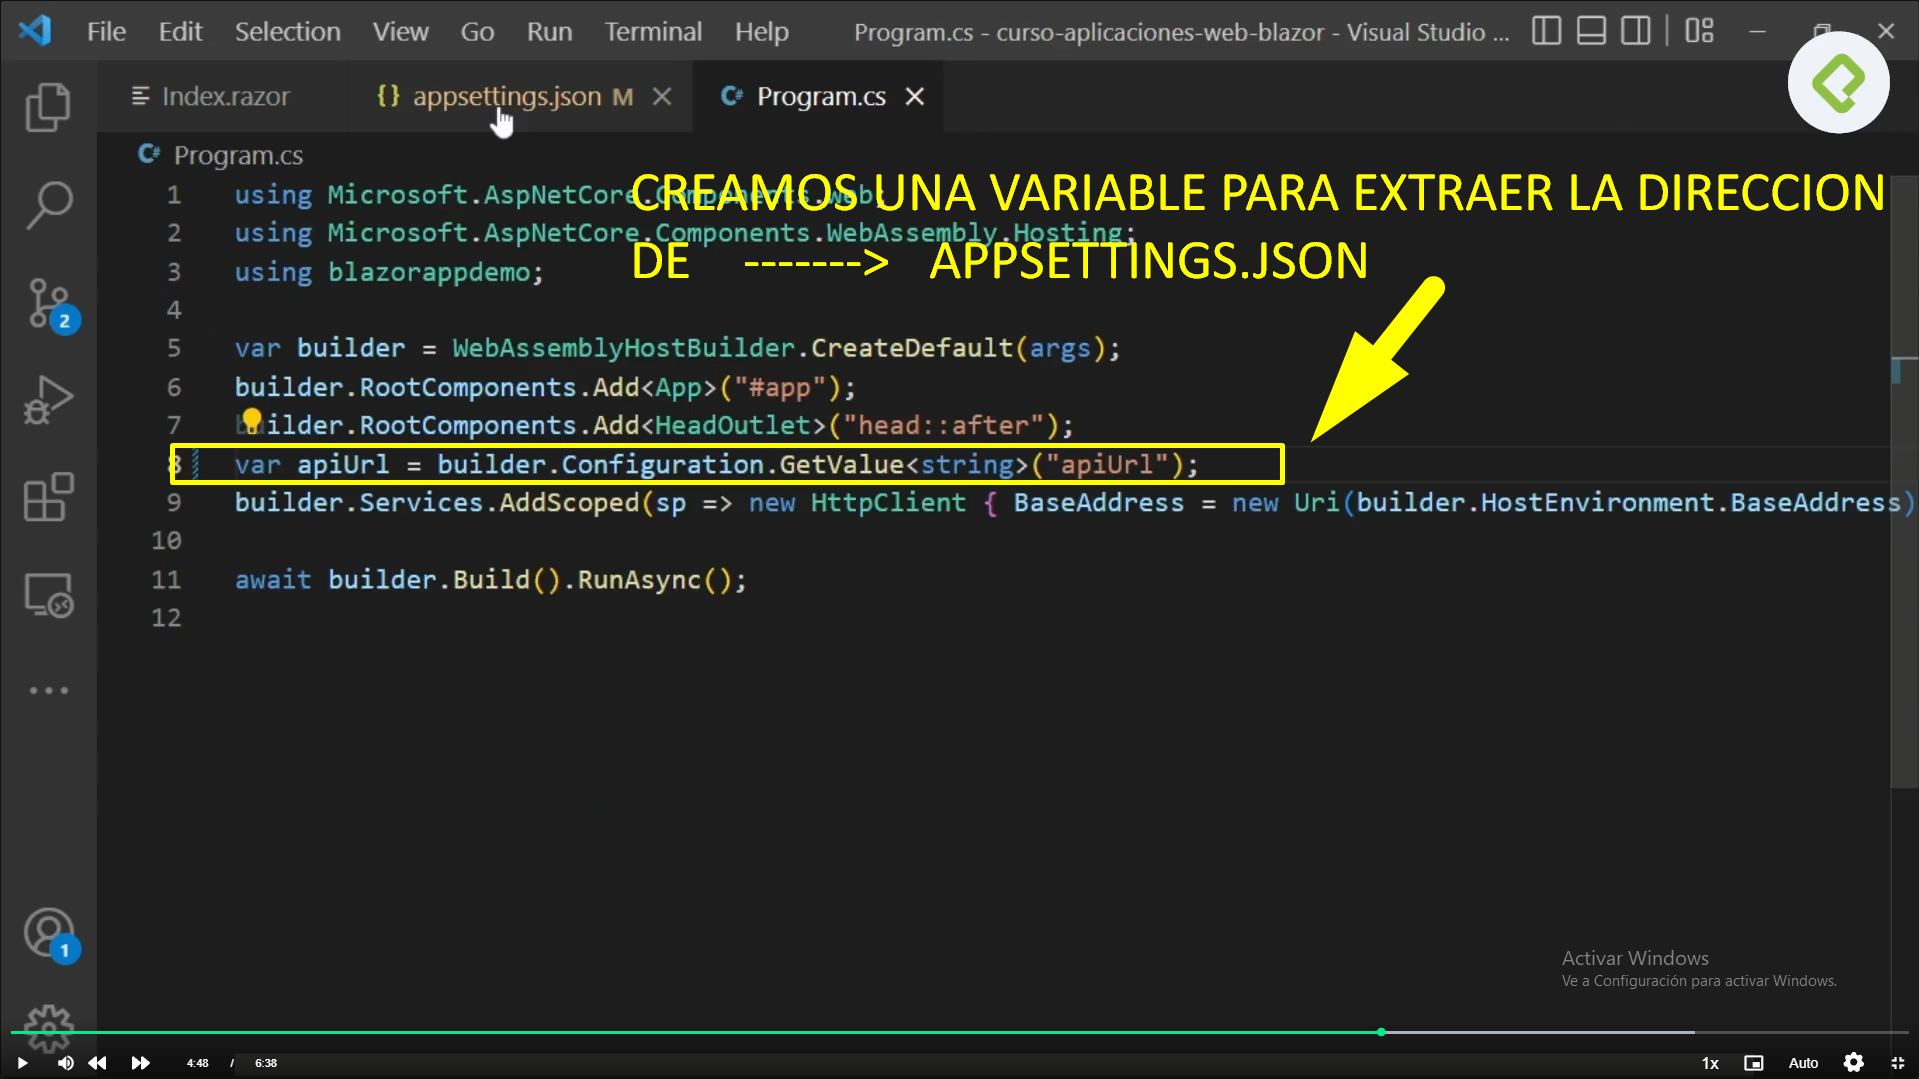 File Edit Selection View Go Run Terminal Help Program.cs - curso-aplicaciones-web-blazor - Visual Studio ...
Index.razor {} appsettings.json M C# Program.cs
C# Program.cs
CREAMOS UNA VARIABLE PARA EXTRAER LA DIRECCION
DE -------> APPSETTINGS.JSON
1 using Microsoft.AspNetCore.Components.Web;
2 using Microsoft.AspNetCore.Components.WebAssembly.Hosting;
3 using blazorappdemo;
4
5 var builder = WebAssemblyHostBuilder.CreateDefault(args);
6 builder.RootComponents.Add<App>("#app");
7 builder.RootComponents.Add<HeadOutlet>("head::after");
8 var apiUrl = builder.Configuration.GetValue<string>("apiUrl");
9 builder.Services.AddScoped(sp => new HttpClient { BaseAddress = new Uri(builder.HostEnvironment.BaseAddress)
10
11 await builder.Build().RunAsync();
12
2
1
Activar Windows
Ve a Configuración para activar Windows.
4:48 / 6:38 1x Auto